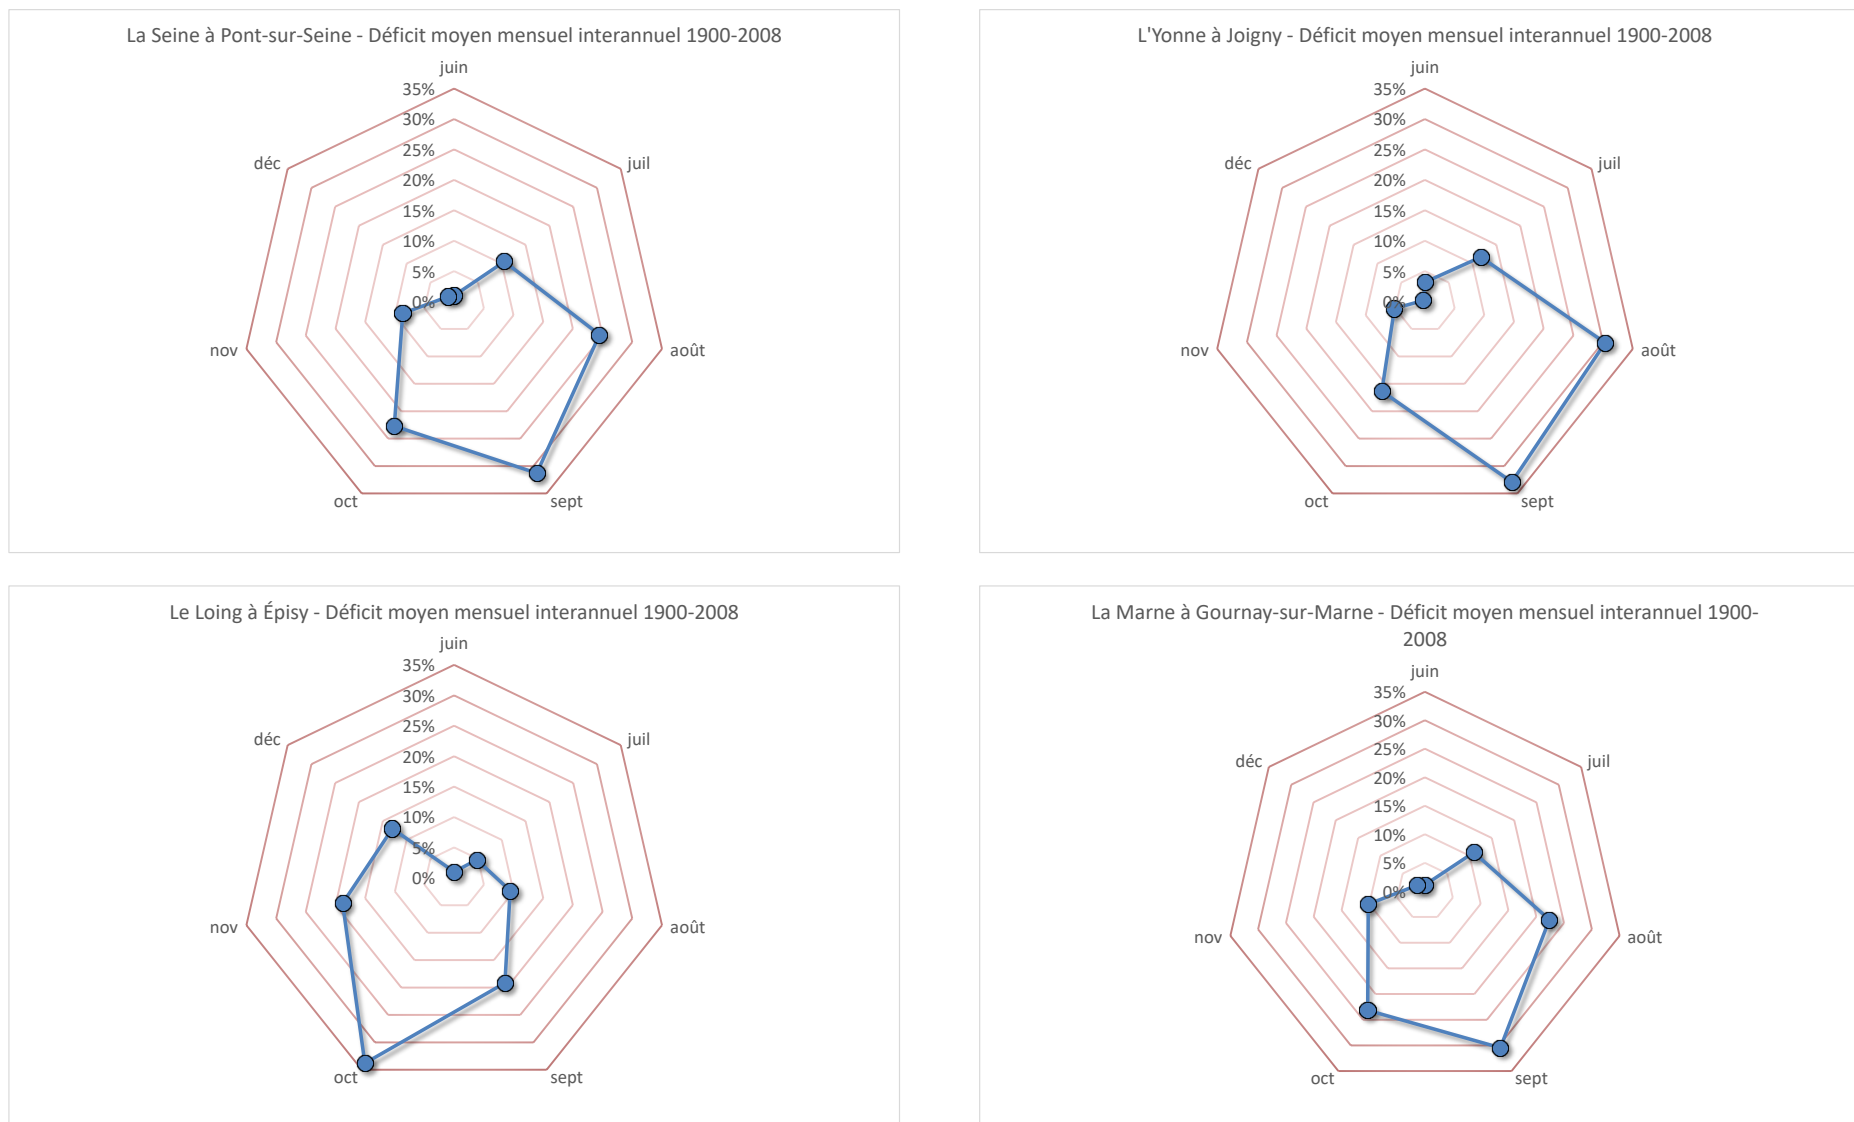 La Seine à Pont-sur-Seine - Déficit moyen mensuel interannuel 1900-2008
juin
35%
30%
25%
20%
15%
10%
5%
0%
juil
août
sept
oct
nov
déc
L'Yonne à Joigny - Déficit moyen mensuel interannuel 1900-2008
juin
35%
30%
25%
20%
15%
10%
5%
0%
juil
août
sept
oct
nov
déc
Le Loing à Épisy - Déficit moyen mensuel interannuel 1900-2008
juin
35%
30%
25%
20%
15%
10%
5%
0%
juil
août
sept
oct
nov
déc
La Marne à Gournay-sur-Marne - Déficit moyen mensuel interannuel 1900-
2008
juin
35%
30%
25%
20%
15%
10%
5%
0%
juil
août
sept
oct
nov
déc